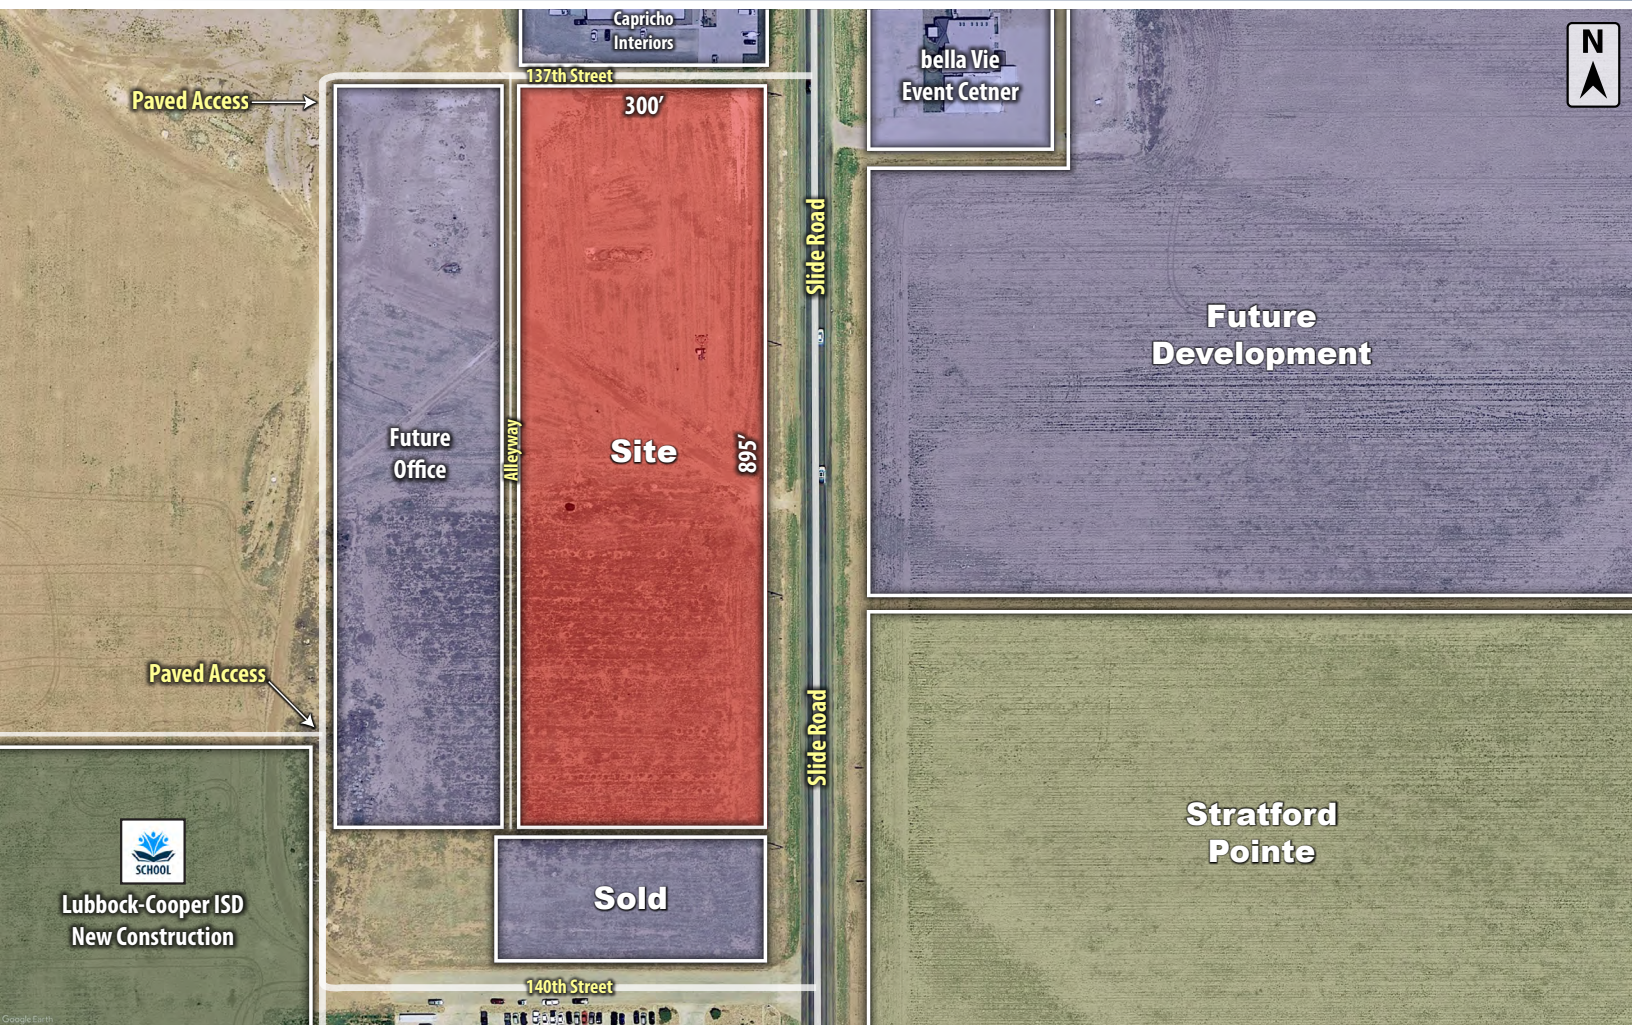 Capricho
Interiors
bella Vie
Event Cetner
N
137th Street
Paved Access
300′
Slide Road
Future
Development
Future
Office
Alleyway
Site
895′
Paved Access
Slide Road
Stratford
Pointe
SCHOOL
Lubbock-Cooper ISD
New Construction
Sold
140th Street
Google Earth